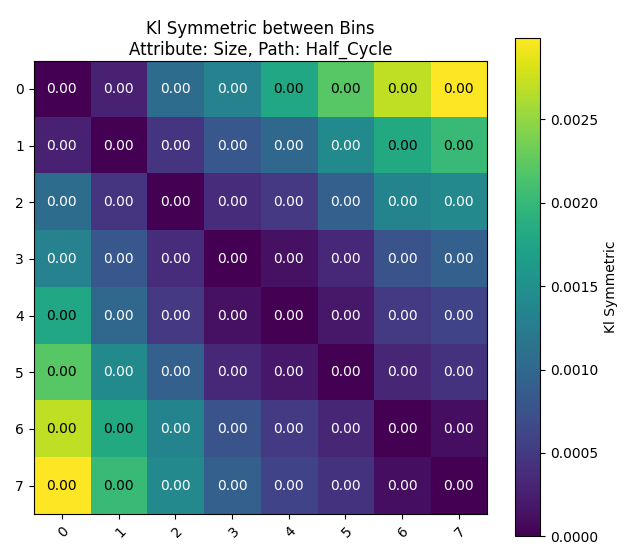 Kl Symmetric between Bins
Attribute: Size, Path: Half_Cycle
0 0.00 0.00 0.00 0.00 0.00 0.00 0.00 0.00
1 0.00 0.00 0.00 0.00 0.00 0.00 0.00 0.00
2 0.00 0.00 0.00 0.00 0.00 0.00 0.00 0.00
3 0.00 0.00 0.00 0.00 0.00 0.00 0.00 0.00
4 0.00 0.00 0.00 0.00 0.00 0.00 0.00 0.00
5 0.00 0.00 0.00 0.00 0.00 0.00 0.00 0.00
6 0.00 0.00 0.00 0.00 0.00 0.00 0.00 0.00
7 0.00 0.00 0.00 0.00 0.00 0.00 0.00 0.00
0 1 2 3 4 5 6 7
0.0025
0.0020
0.0015
0.0010
0.0005
0.0000
Kl Symmetric